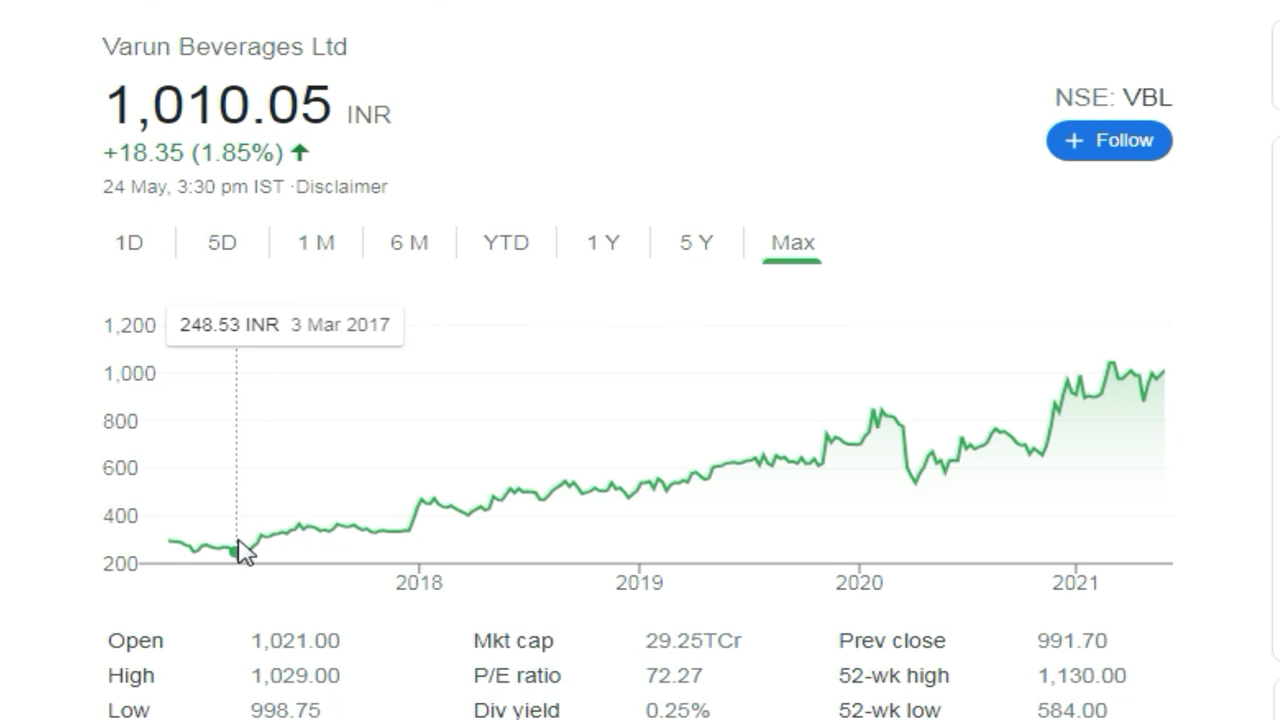 Varun Beverages Ltd
1,010.05 INR
NSE: VBL
+18.35 (1.85%) ↑
+ Follow
24 May, 3:30 pm IST ·Disclaimer
1D 5D 1 M 6 M YTD 1 Y 5 Y Max
248.53 INR 3 Mar 2017
1,200
1,000
800
600
400
200
2018 2019 2020 2021
Open 1,021.00 Mkt cap 29.25TCr Prev close 991.70
High 1,029.00 P/E ratio 72.27 52-wk high 1,130.00
Low 998.75 Div yield 0.25% 52-wk low 584.00